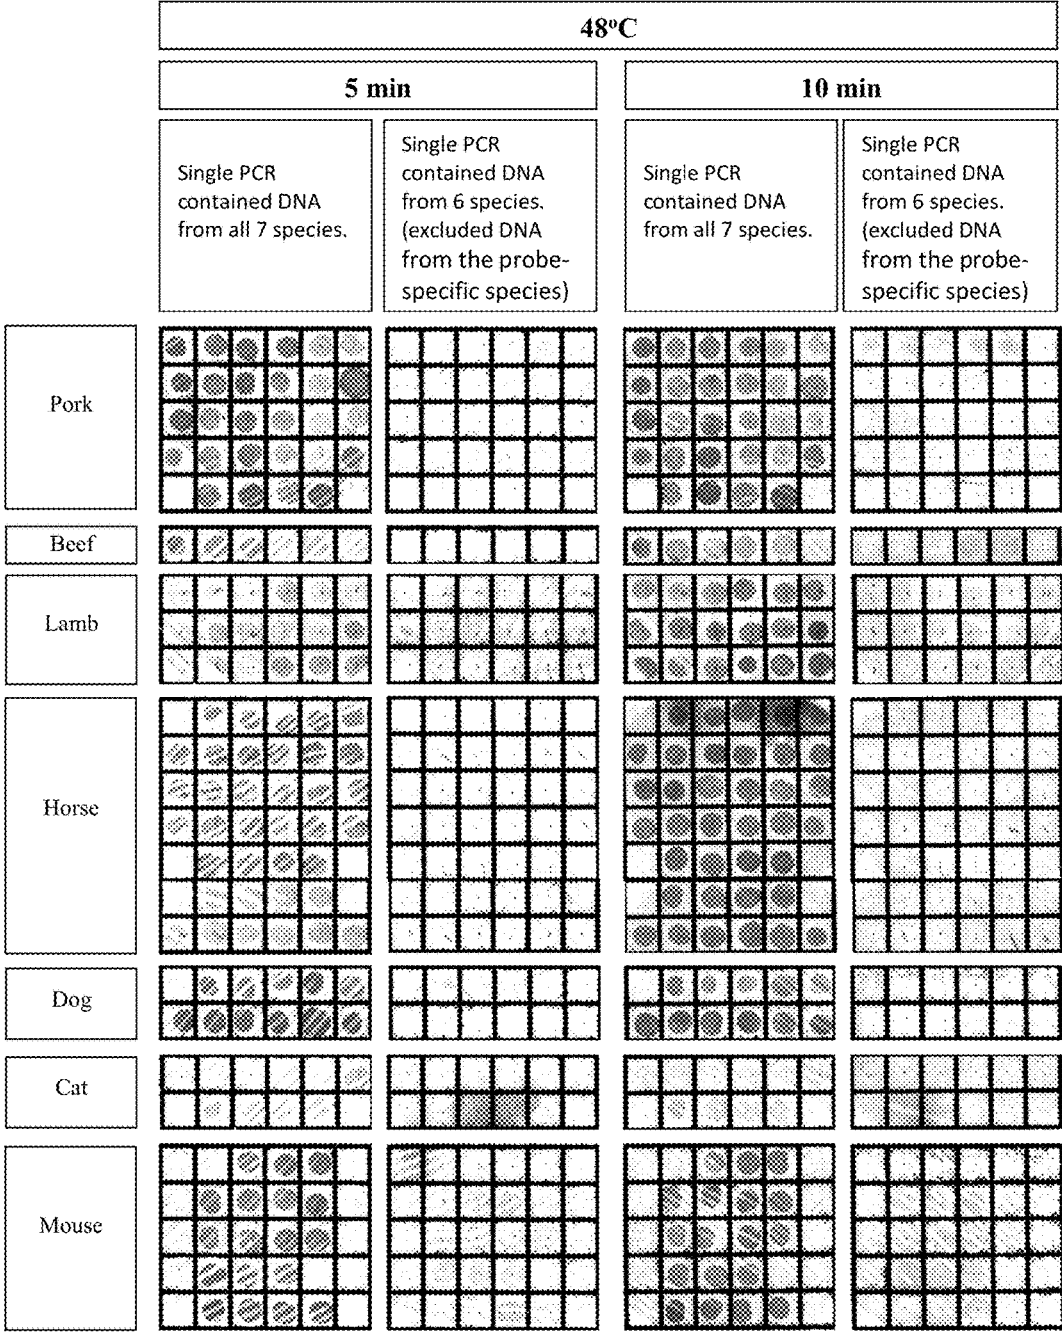 48°C
5 min
10 min
Single PCR
contained DNA
from all 7 species.
Single PCR
contained DNA
from 6 species.
(excluded DNA
from the probe-
specific species)
Single PCR
contained DNA
from all 7 species.
Single PCR
contained DNA
from 6 species.
(excluded DNA
from the probe-
specific species)
Pork
Beef
Lamb
Horse
Dog
Cat
Mouse